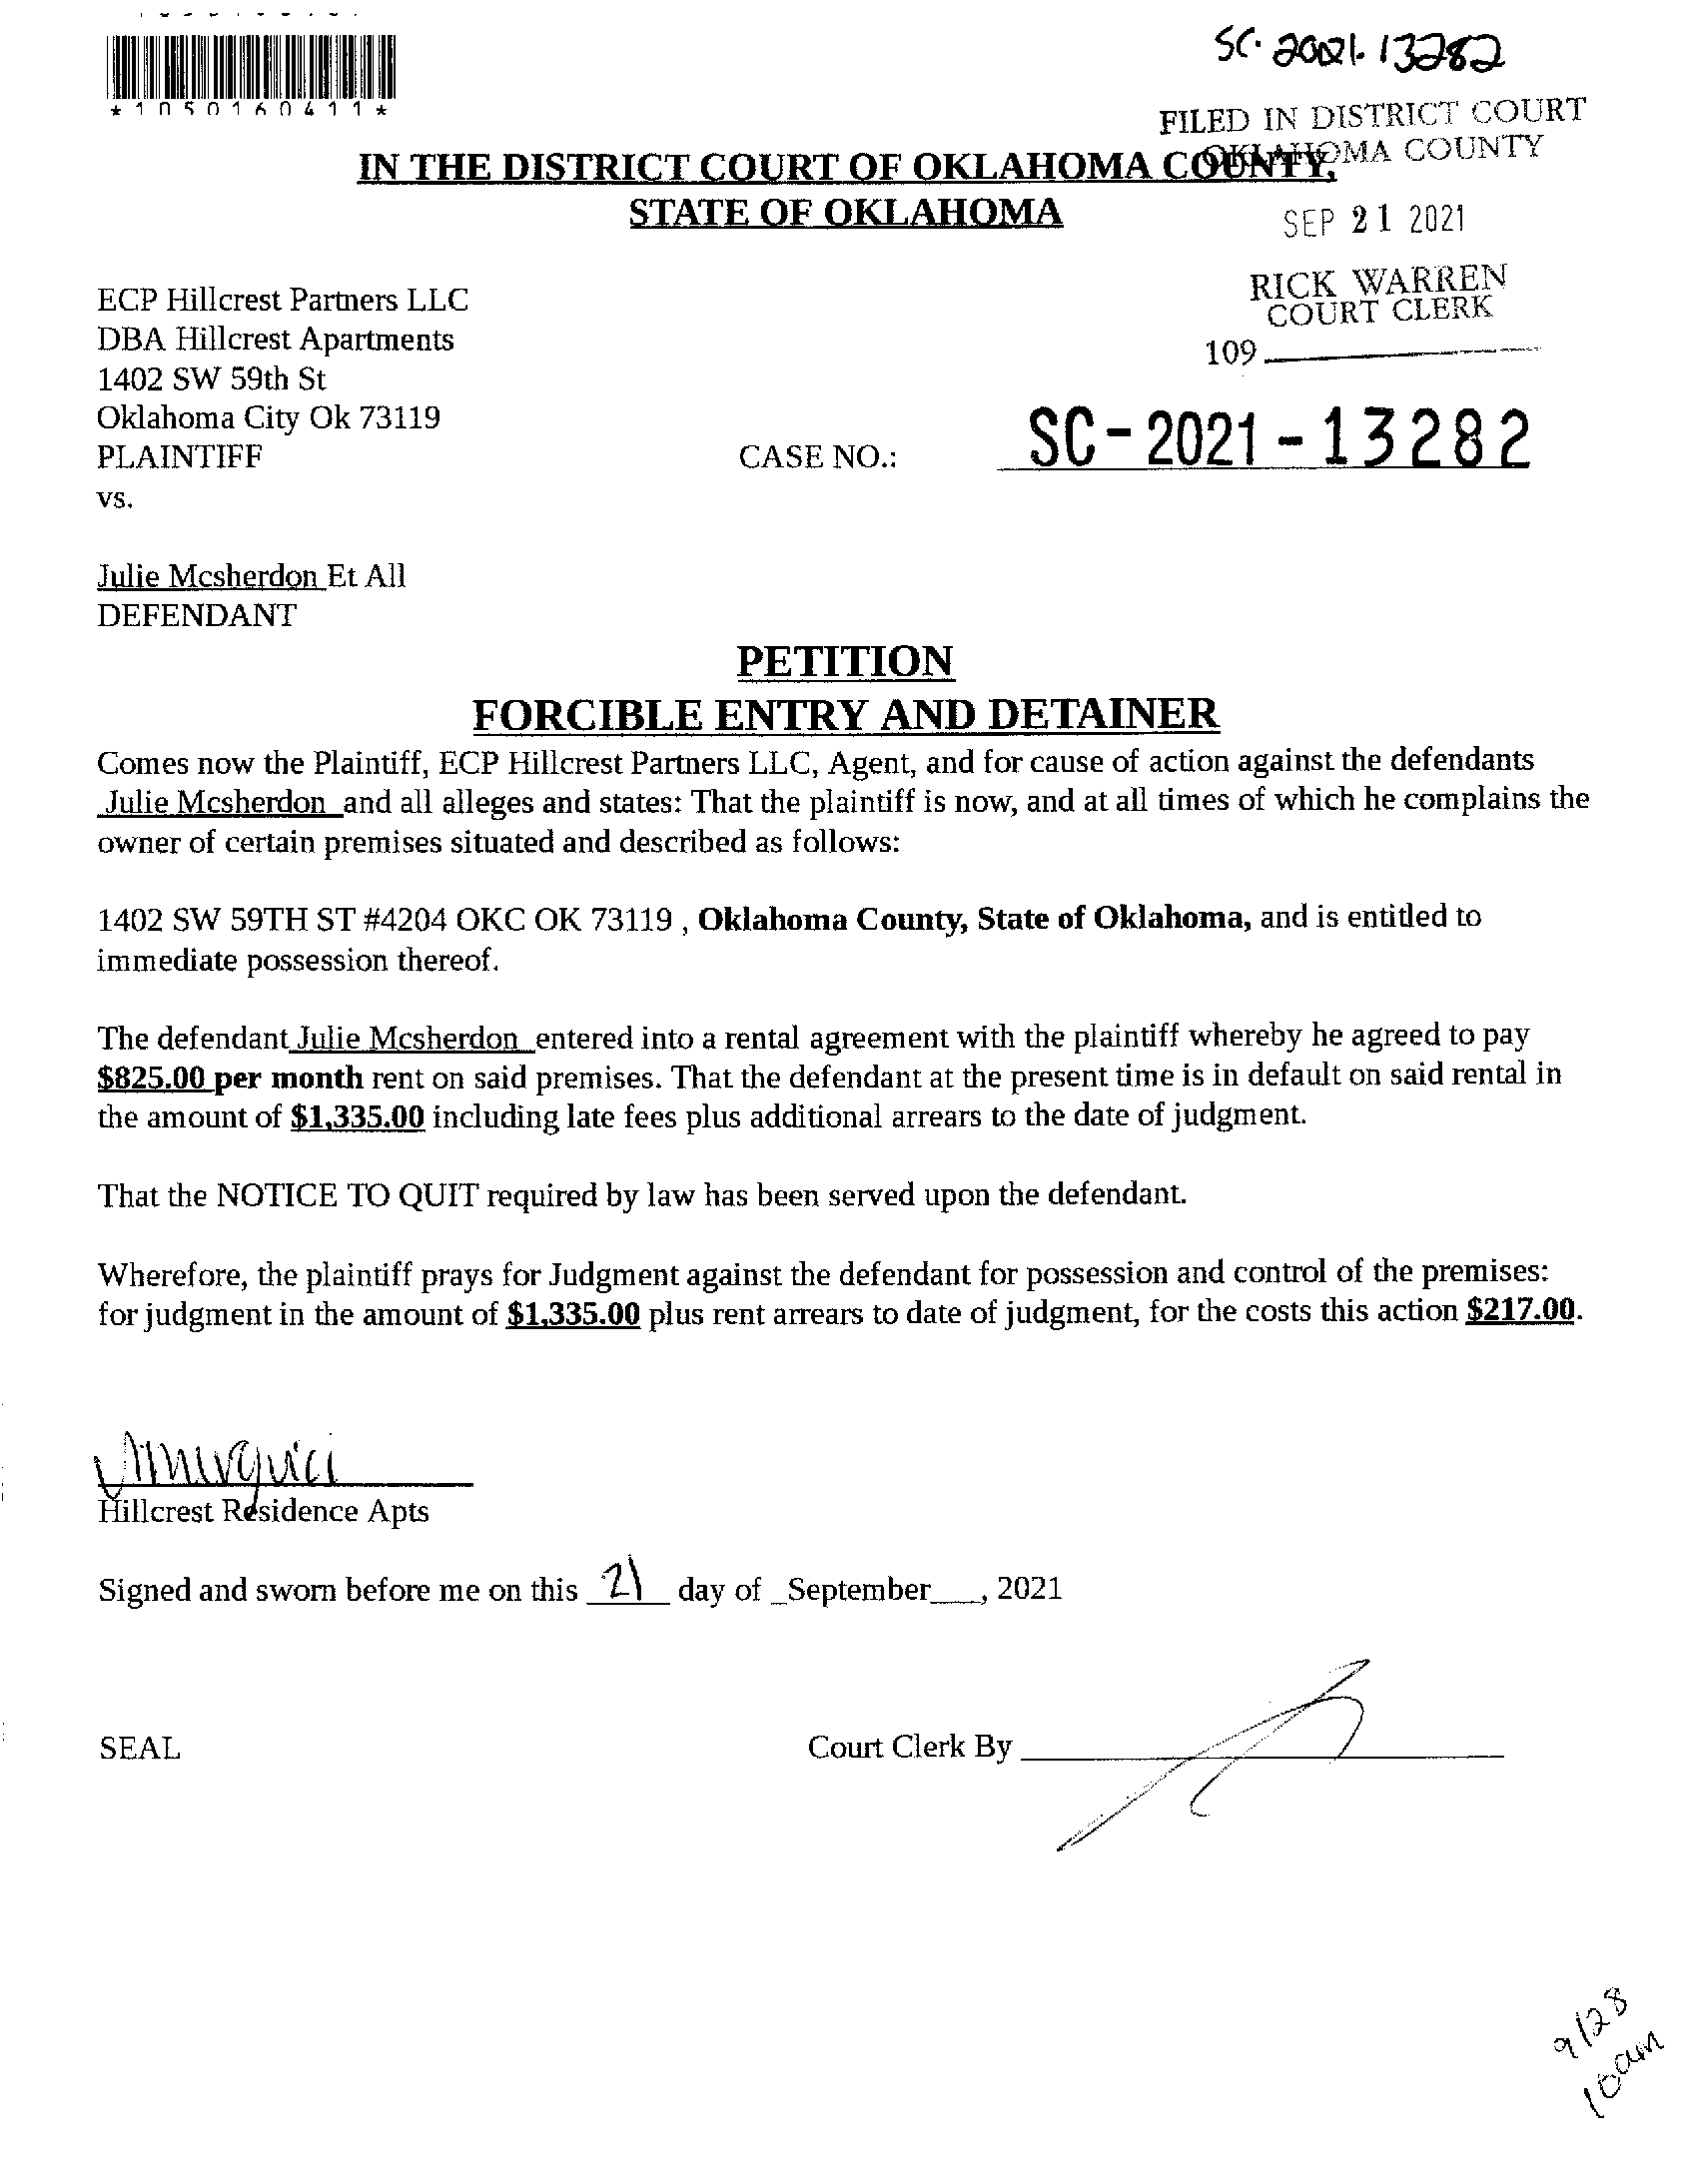 SC-2021-13282
*1050160411*
FILED IN DISTRICT COURT
OKLAHOMA COUNTY
IN THE DISTRICT COURT OF OKLAHOMA COUNTY,
STATE OF OKLAHOMA
SEP 21 2021
RICK WARREN
COURT CLERK
109
ECP Hillcrest Partners LLC
DBA Hillcrest Apartments
1402 SW 59th St
Oklahoma City Ok 73119
PLAINTIFF
CASE NO.: SC-2021-13282
vs.
Julie Mcsherdon Et All
DEFENDANT
PETITION
FORCIBLE ENTRY AND DETAINER
Comes now the Plaintiff, ECP Hillcrest Partners LLC, Agent, and for cause of action against the defendants
Julie Mcsherdon and all alleges and states: That the plaintiff is now, and at all times of which he complains the
owner of certain premises situated and described as follows:
1402 SW 59TH ST #4204 OKC OK 73119 , Oklahoma County, State of Oklahoma, and is entitled to
immediate possession thereof.
The defendant Julie Mcsherdon entered into a rental agreement with the plaintiff whereby he agreed to pay
$825.00 per month rent on said premises. That the defendant at the present time is in default on said rental in
the amount of $1,335.00 including late fees plus additional arrears to the date of judgment.
That the NOTICE TO QUIT required by law has been served upon the defendant.
Wherefore, the plaintiff prays for Judgment against the defendant for possession and control of the premises:
for judgment in the amount of $1,335.00 plus rent arrears to date of judgment, for the costs this action $217.00.
Hillcrest Residence Apts
Signed and sworn before me on this 21 day of _September___, 2021
SEAL
Court Clerk By
9/28
10am